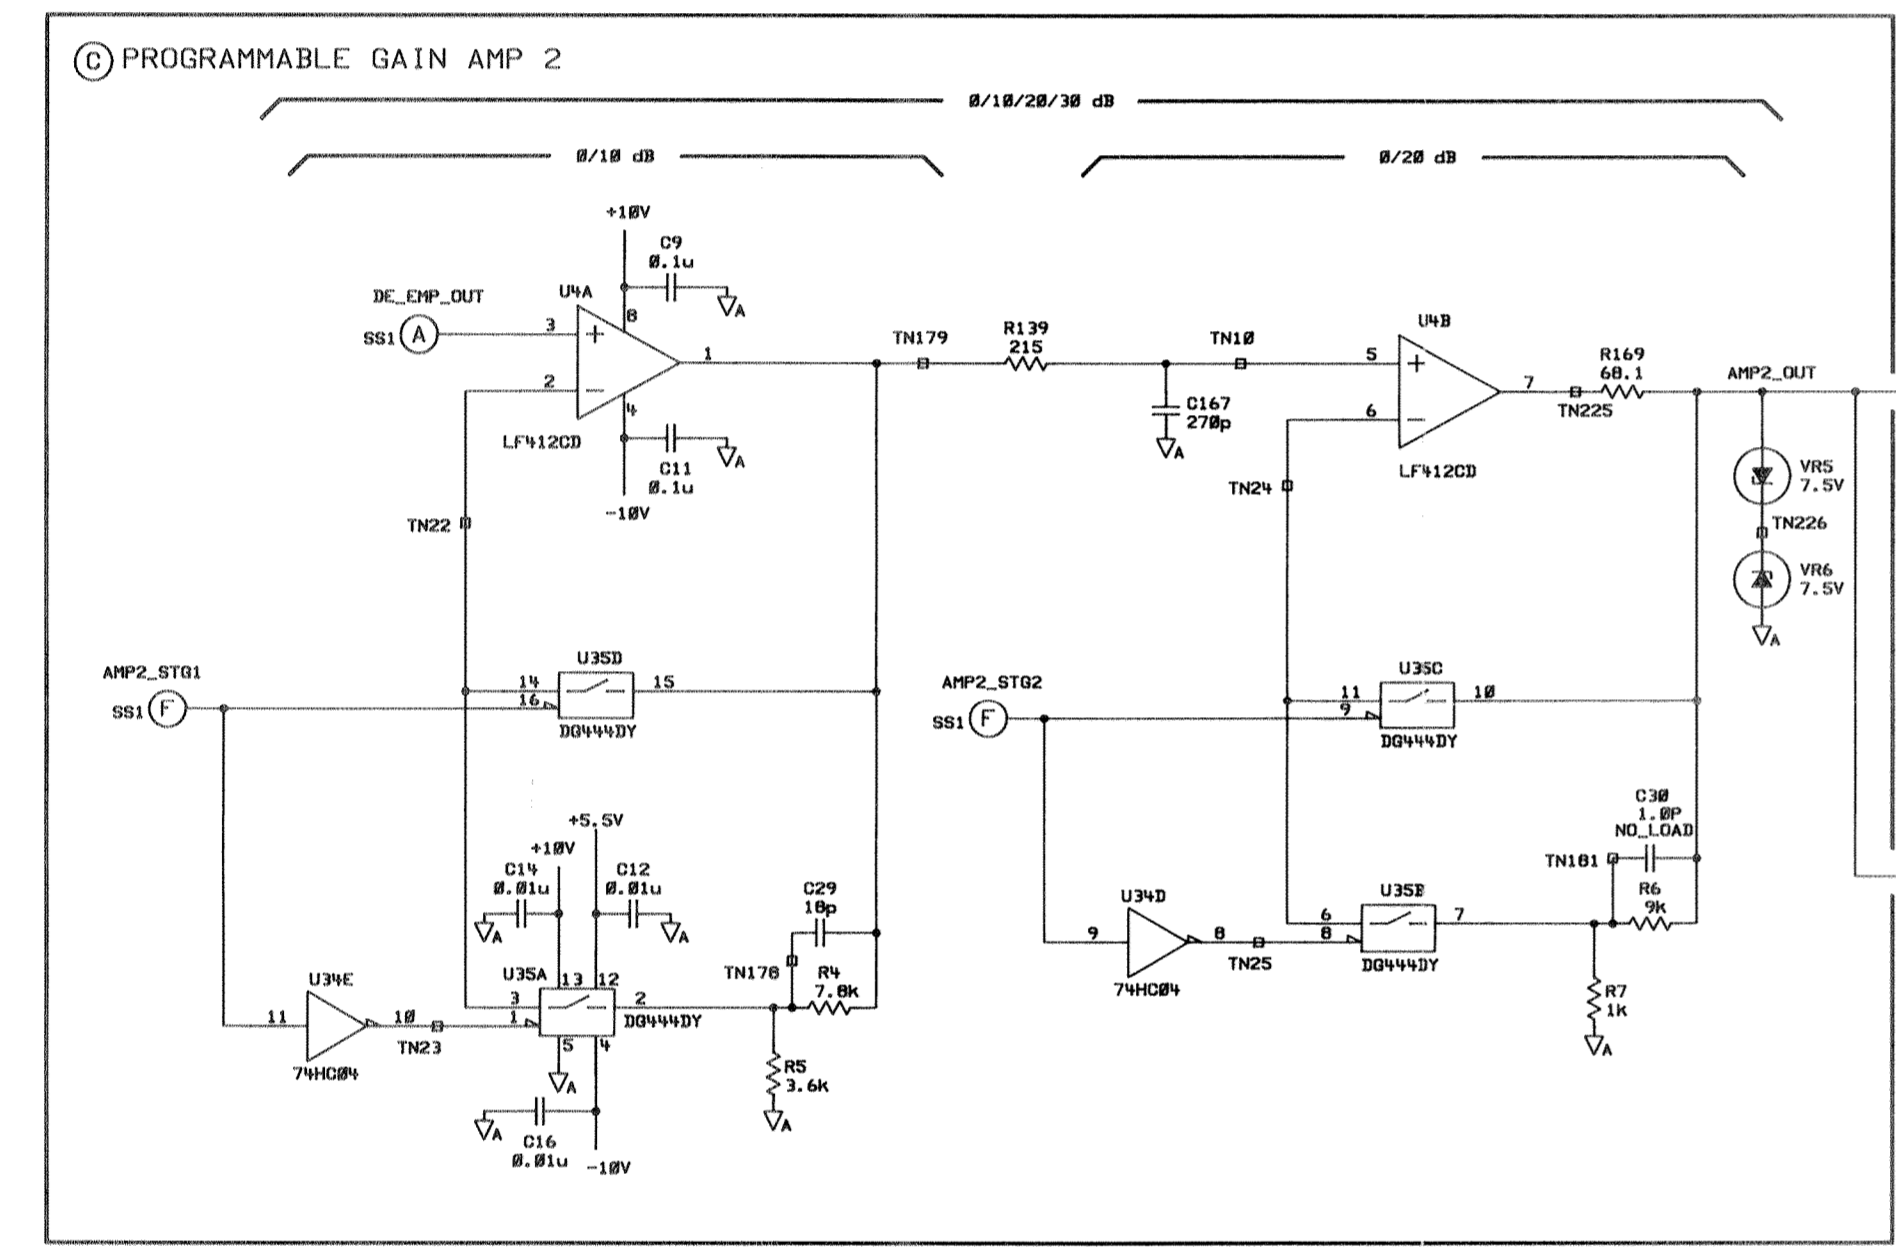 C PROGRAMMABLE GAIN AMP 2
0/10/20/30 dB
0/10 dB
0/20 dB
+10V
C9
0.1u
A
DE_EMP_OUT
SS1 A
U4A
3
+
8
2
-
4
1
LF412CD
C11
0.1u
A
-10V
TN22
TN179
R139
215
TN10
C167
270p
A
U4B
5
+
6
-
7
LF412CD
TN24
TN225
R169
68.1
AMP2_OUT
VR5
7.5V
TN226
VR6
7.5V
A
AMP2_STG1
SS1 F
U35D
14
16
15
DG444DY
AMP2_STG2
SS1 F
U35C
11
9
10
DG444DY
+5.5V
+10V
C14
0.01u
A
C12
0.01u
A
U35A
13
12
3
1
2
5
4
DG444DY
A
C16
0.01u
A
-10V
U34E
11
10
TN23
74HC04
C29
18p
TN178
R4
7.8k
R5
3.6k
A
U34D
9
8
TN25
74HC04
U35B
6
8
7
DG444DY
C30
1.0P
NO_LOAD
TN181
R6
9k
R7
1k
A